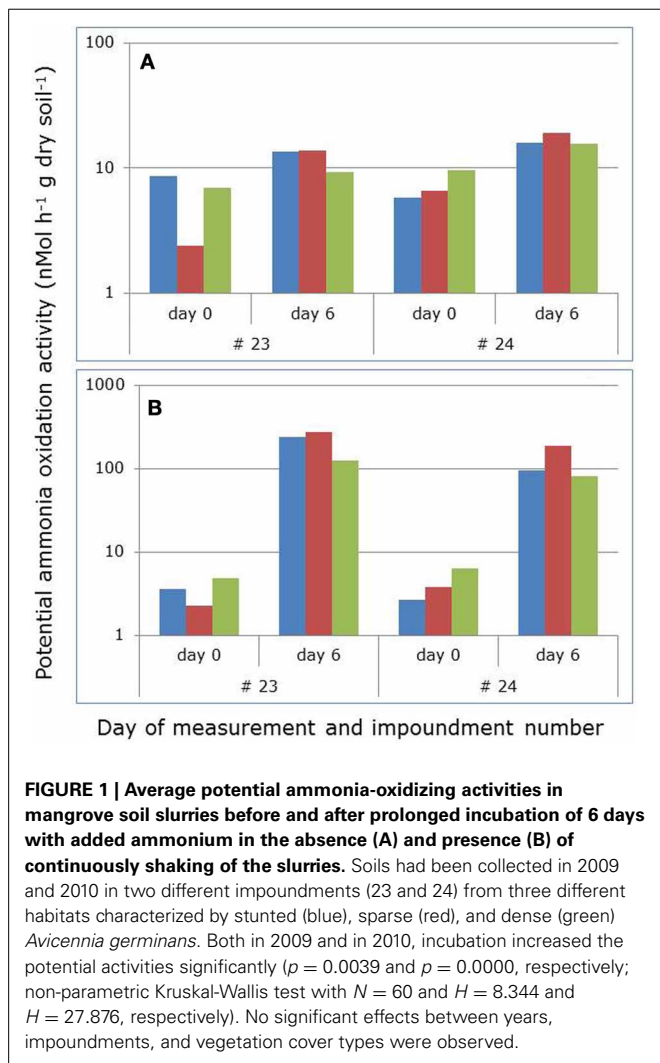 Potential ammonia oxidation activity (nMol h⁻¹ g dry soil⁻¹)
A
100
10
1
day 0 day 6 day 0 day 6
# 23 # 24
B
1000
100
10
1
day 0 day 6 day 0 day 6
# 23 # 24
Day of measurement and impoundment number
FIGURE 1 | Average potential ammonia-oxidizing activities in
mangrove soil slurries before and after prolonged incubation of 6 days
with added ammonium in the absence (A) and presence (B) of
continuously shaking of the slurries. Soils had been collected in 2009
and 2010 in two different impoundments (23 and 24) from three different
habitats characterized by stunted (blue), sparse (red), and dense (green)
Avicennia germinans. Both in 2009 and in 2010, incubation increased the
potential activities significantly (p = 0.0039 and p = 0.0000, respectively;
non-parametric Kruskal-Wallis test with N = 60 and H = 8.344 and
H = 27.876, respectively). No significant effects between years,
impoundments, and vegetation cover types were observed.